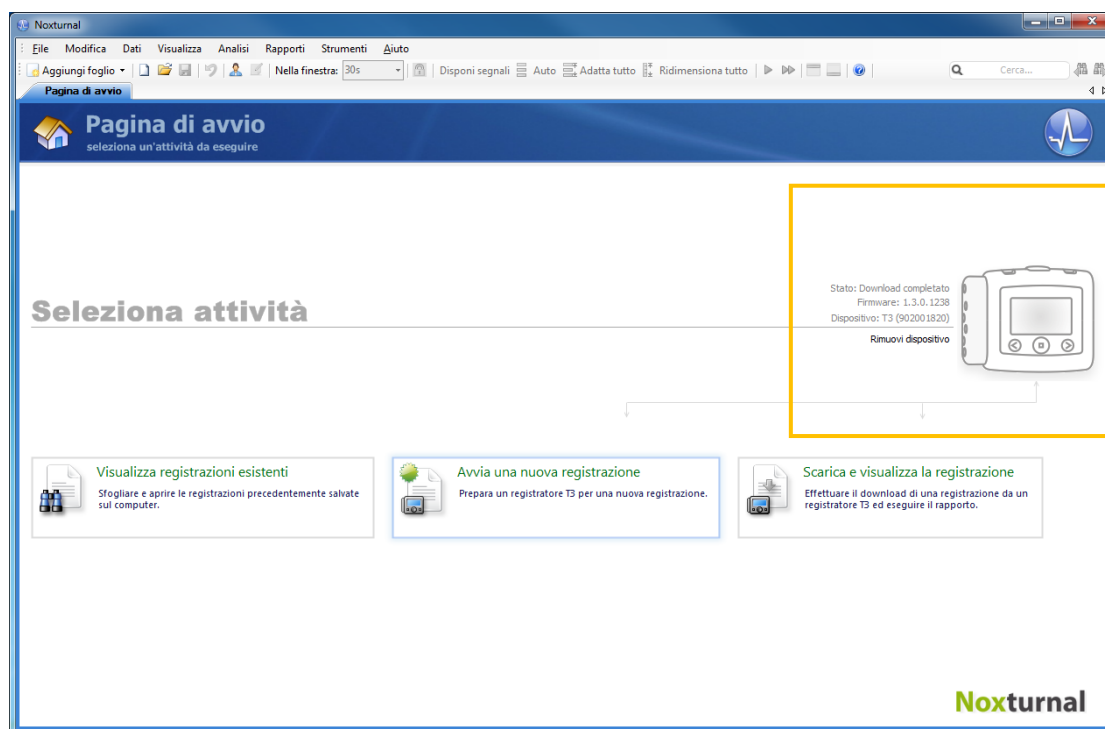 Noxturnal
File Modifica Dati Visualizza Analisi Rapporti Strumenti Aiuto
Aggiungi foglio Nella finestra: 30s Disponi segnali Auto Adatta tutto Ridimensiona tutto Cerca...
Pagina di avvio
Pagina di avvio
seleziona un'attività da eseguire
Stato: Download completato
Firmware: 1.3.0.1238
Dispositivo: T3 (902001820)
Rimuovi dispositivo
Seleziona attività
Visualizza registrazioni esistenti
Sfogliare e aprire le registrazioni precedentemente salvate
sul computer.
Avvia una nuova registrazione
Prepara un registratore T3 per una nuova registrazione.
Scarica e visualizza la registrazione
Effettuare il download di una registrazione da un
registratore T3 ed eseguire il rapporto.
Noxturnal